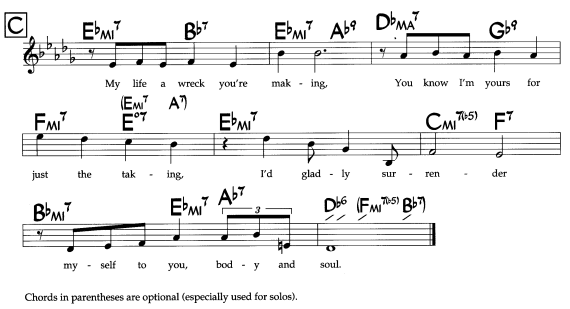 C
E♭MI7 B♭7 E♭MI7 A♭9 D♭MA7 G♭9
My life a wreck you're mak - ing, You know I'm yours for
(EMI7 A7)
FMI7 E°7 E♭MI7 CMI7(♭5) F7
just the tak - ing, I'd glad - ly sur - ren - der
B♭MI7 E♭MI7 A♭7 D♭6 (FMI7(♭5) B♭7)
3
my - self to you, bod - y and soul.
Chords in parentheses are optional (especially used for solos).